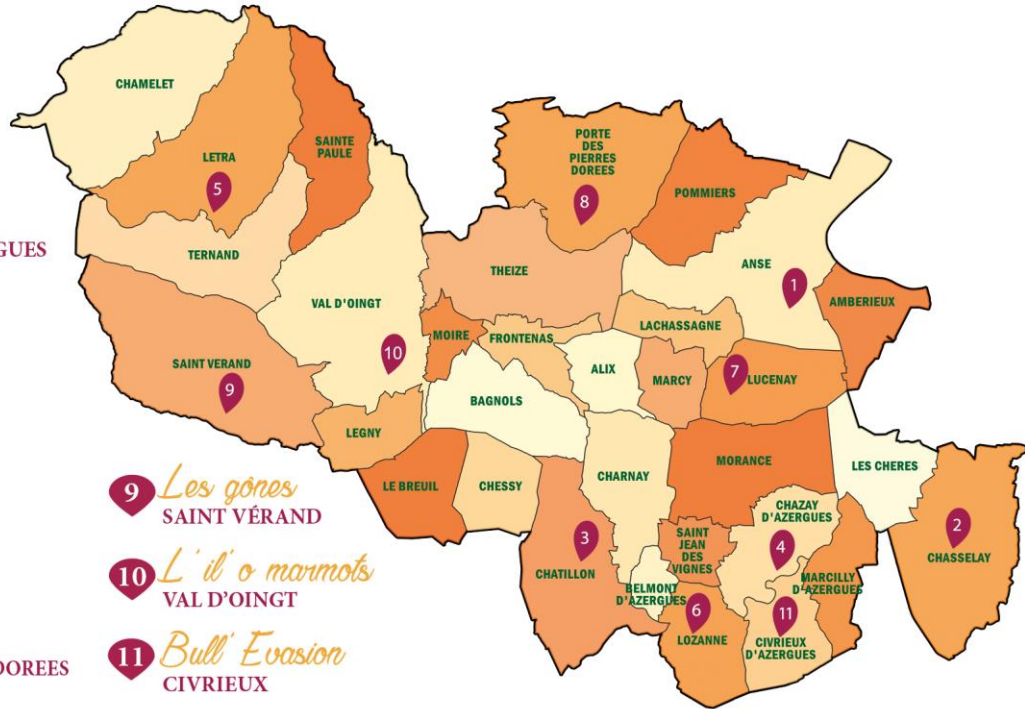 CHAMELET
LETRA
5
SAINTE
PAULE
PORTE
DES
PIERRES
DOREES
8
POMMIERS
GUES
TERNAND
THEIZE
ANSE
1
VAL D'OINGT
10
AMBERIEUX
MOIRE
FRONTENAS
LACHASSAGNE
SAINT VERAND
9
ALIX
MARCY
7
LUCENAY
BAGNOLS
LEGNY
LE BREUIL
CHESSY
CHARNAY
MORANCE
LES CHERES
CHAZAY
D'AZERGUES
4
2
CHASSELAY
3
CHATILLON
SAINT
JEAN
DES
VIGNES
MARCILLY
D'AZERGUES
BELMONT
D'AZERGUES
6
LOZANNE
11
CIVRIEUX
D'AZERGUES
9 Les gônes
SAINT VÉRAND
10 L' il' o marmots
VAL D'OINGT
DOREES
11 Bull' Evasion
CIVRIEUX